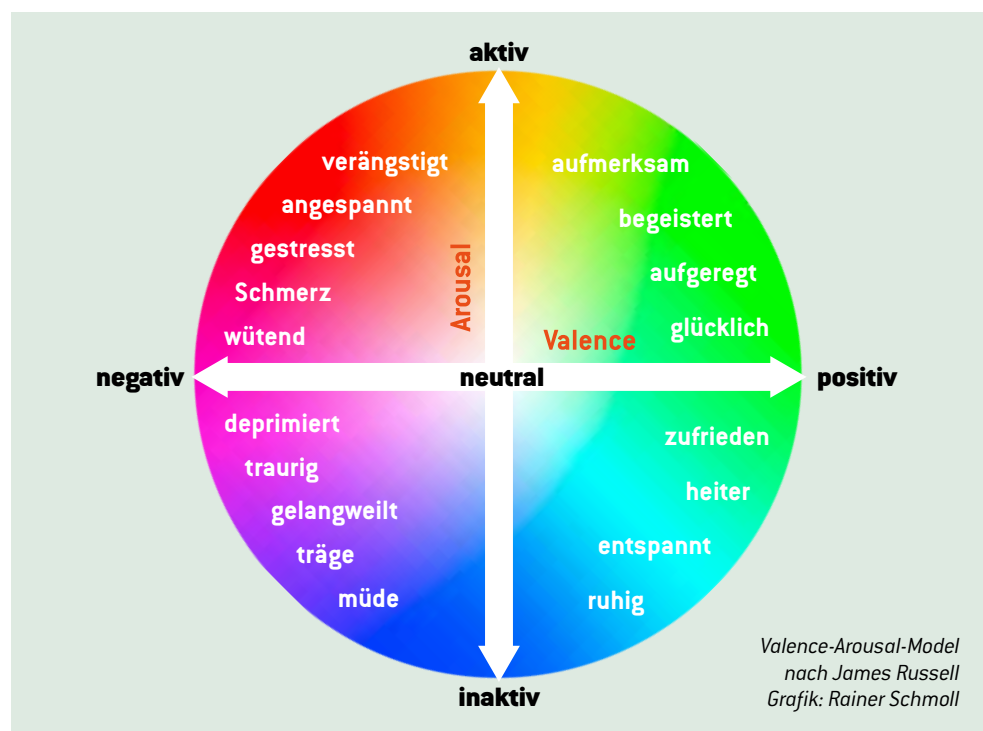 aktiv
verängstigt
aufmerksam
angespannt
begeistert
gestresst
aufgeregt
Schmerz
Arousal
glücklich
wütend
Valence
negativ
neutral
positiv
deprimiert
zufrieden
traurig
heiter
gelangweilt
entspannt
träge
müde
ruhig
inaktiv
Valence-Arousal-Model
nach James Russell
Grafik: Rainer Schmoll